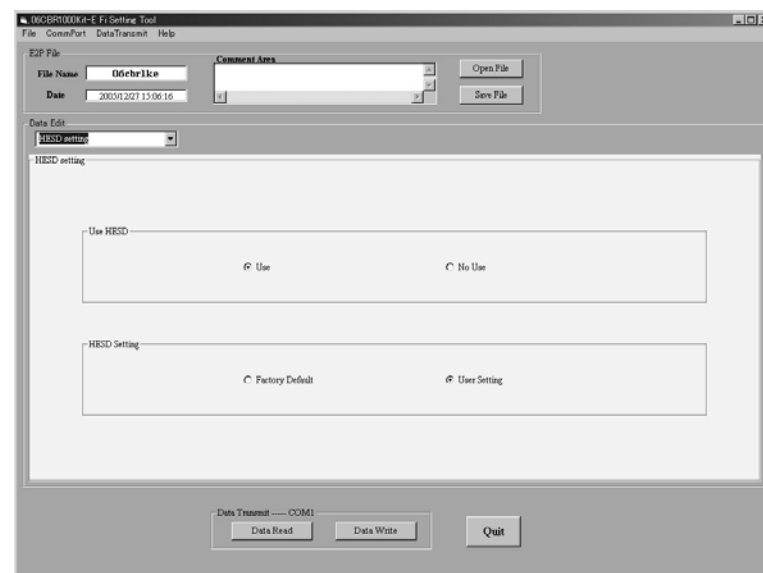 06CBR1000Kit-E Fi Setting Tool
File CommPort DataTransmit Help
E2P File
File Name 06cbr1ke
Comment Area
Open File
Date 2005/12/27 15:06:16
Save File
Data Edit
HESD setting
HESD setting
Use HESD
Use No Use
HESD Setting
Factory Default User Setting
Data Transmit ----- COM1
Data Read Data Write Quit